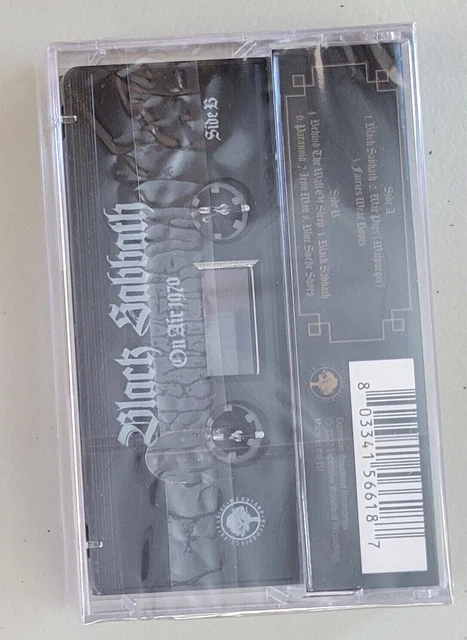 Black Sabbath
On Air 1970
Side B
Side A
1. Black Sabbath 2. War Pigs (Walpurgis)
3. Fairies Wear Boots
Side B
4. Behind The Wall Of Sleep 5. Black Sabbath
6. Paranoid 7. Iron Man 8. Blue Suede Shoes
8 03341 56618 7